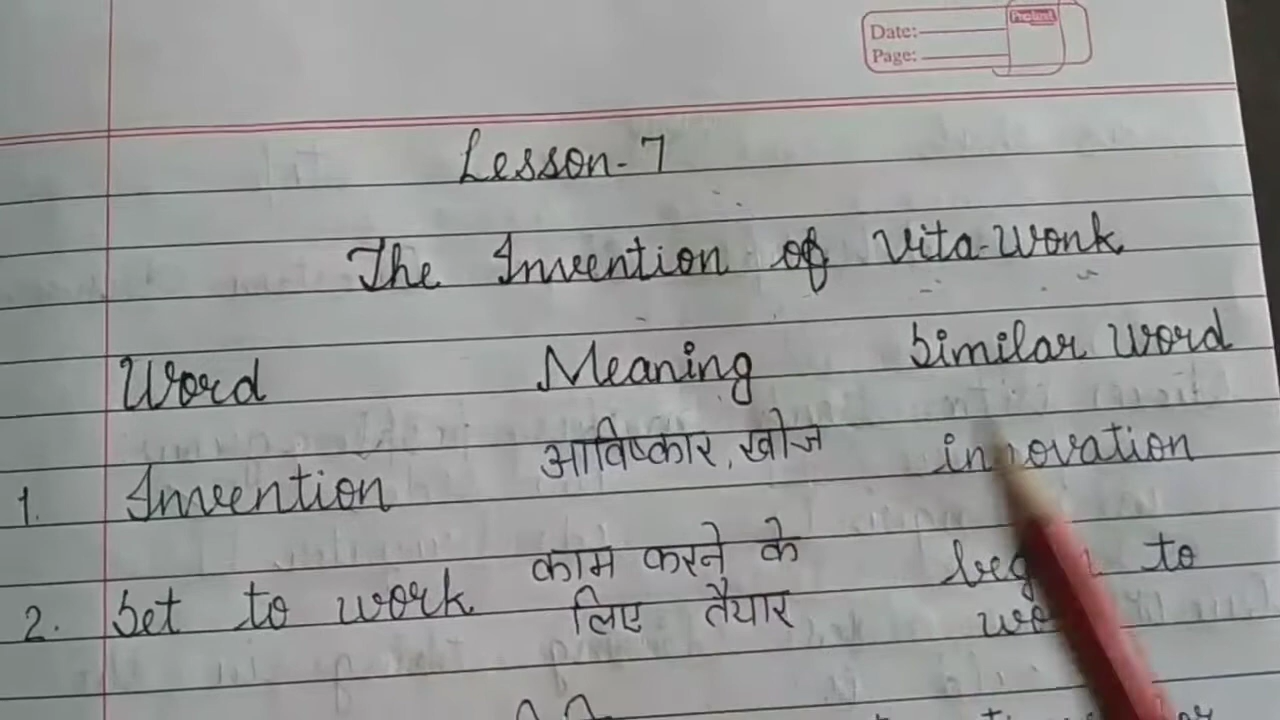 Prolent
Date:
Page:
Lesson-7
The Invention of Vita-Wonk
Word Meaning Similar Word
1. Invention आविष्कार, खोज innovation
2. Set to work काम करने के लिए तैयार to